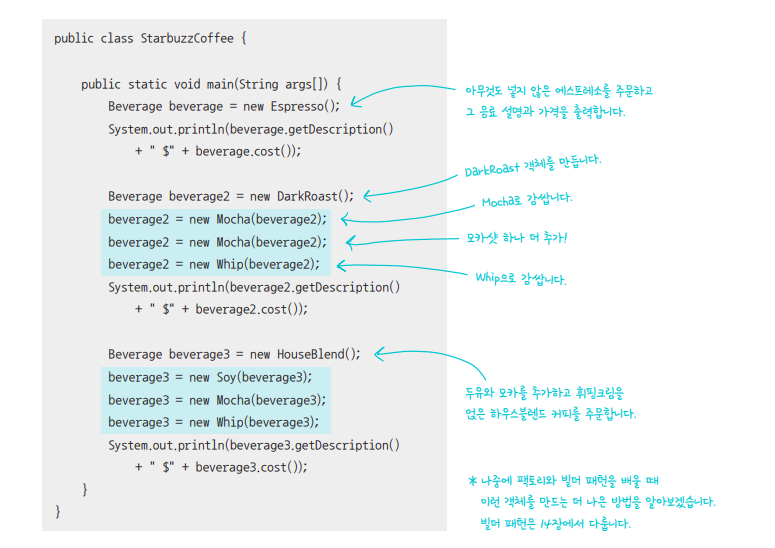 public class StarbuzzCoffee {
public static void main(String args[]) {
Beverage beverage = new Espresso();
System.out.println(beverage.getDescription()
+ " $" + beverage.cost());
Beverage beverage2 = new DarkRoast();
beverage2 = new Mocha(beverage2);
beverage2 = new Mocha(beverage2);
beverage2 = new Whip(beverage2);
System.out.println(beverage2.getDescription()
+ " $" + beverage2.cost());
Beverage beverage3 = new HouseBlend();
beverage3 = new Soy(beverage3);
beverage3 = new Mocha(beverage3);
beverage3 = new Whip(beverage3);
System.out.println(beverage3.getDescription()
+ " $" + beverage3.cost());
}
}
아무것도 넣지 않은 에스프레소를 주문하고
그 음료 설명과 가격을 출력합니다.
DarkRoast 객체를 만듭니다.
Mocha로 감쌉니다.
모카샷 하나 더 추가!
Whip으로 감쌉니다.
두유와 모카를 추가하고 휘핑크림을
얹은 하우스블렌드 커피를 주문합니다.
* 나중에 팩토리와 빌더 패턴을 배울 때
이런 객체를 만드는 더 나은 방법을 알아보겠습니다.
빌더 패턴은 14장에서 다룹니다.